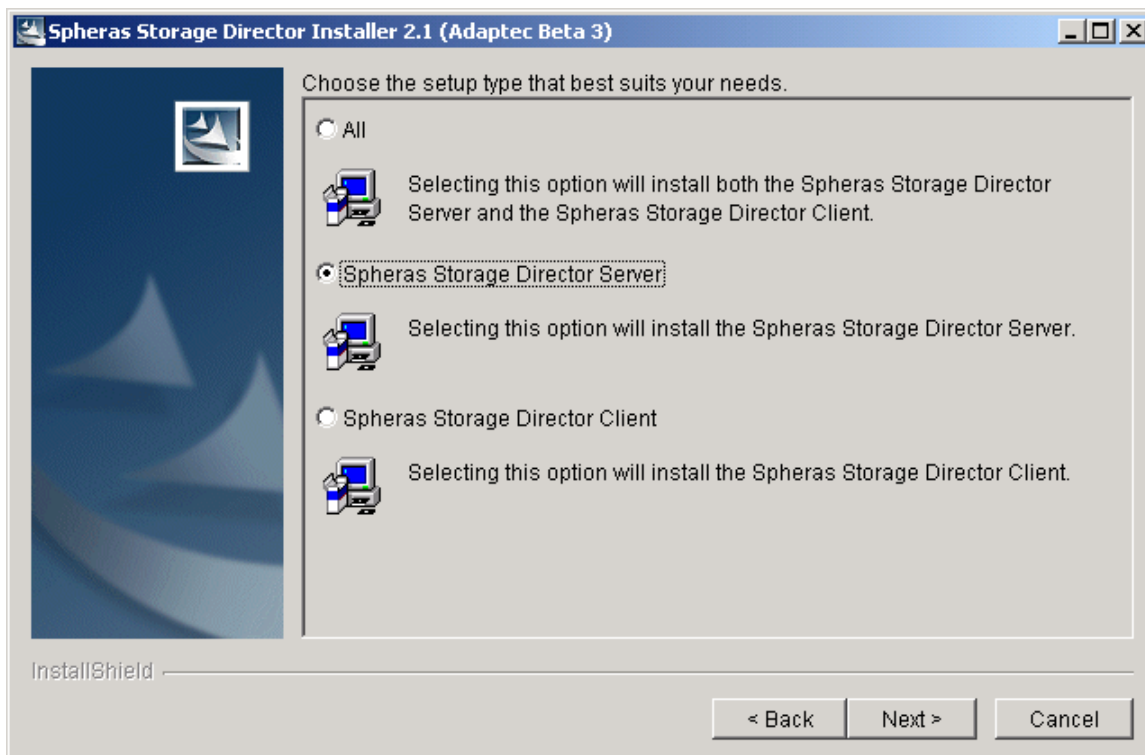 Spheras Storage Director Installer 2.1 (Adaptec Beta 3)
Choose the setup type that best suits your needs.
All
Selecting this option will install both the Spheras Storage Director
Server and the Spheras Storage Director Client.
Spheras Storage Director Server
Selecting this option will install the Spheras Storage Director Server.
Spheras Storage Director Client
Selecting this option will install the Spheras Storage Director Client.
InstallShield
< Back
Next >
Cancel